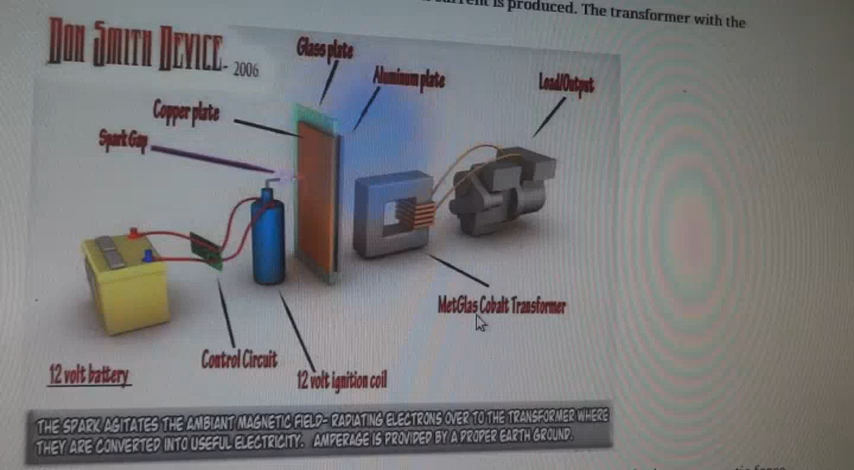 current is produced. The transformer with the
DON SMITH DEVICE- 2006
Glass plate
Aluminum plate
Load/Output
Copper plate
Spark Gap
MetGlas Cobalt Transformer
Control Circuit
12 volt battery
12 volt ignition coil
THE SPARK AGITATES THE AMBIANT MAGNETIC FIELD- RADIATING ELECTRONS OVER TO THE TRANSFORMER WHERE
THEY ARE CONVERTED INTO USEFUL ELECTRICITY. AMPERAGE IS PROVIDED BY A PROPER EARTH GROUND.